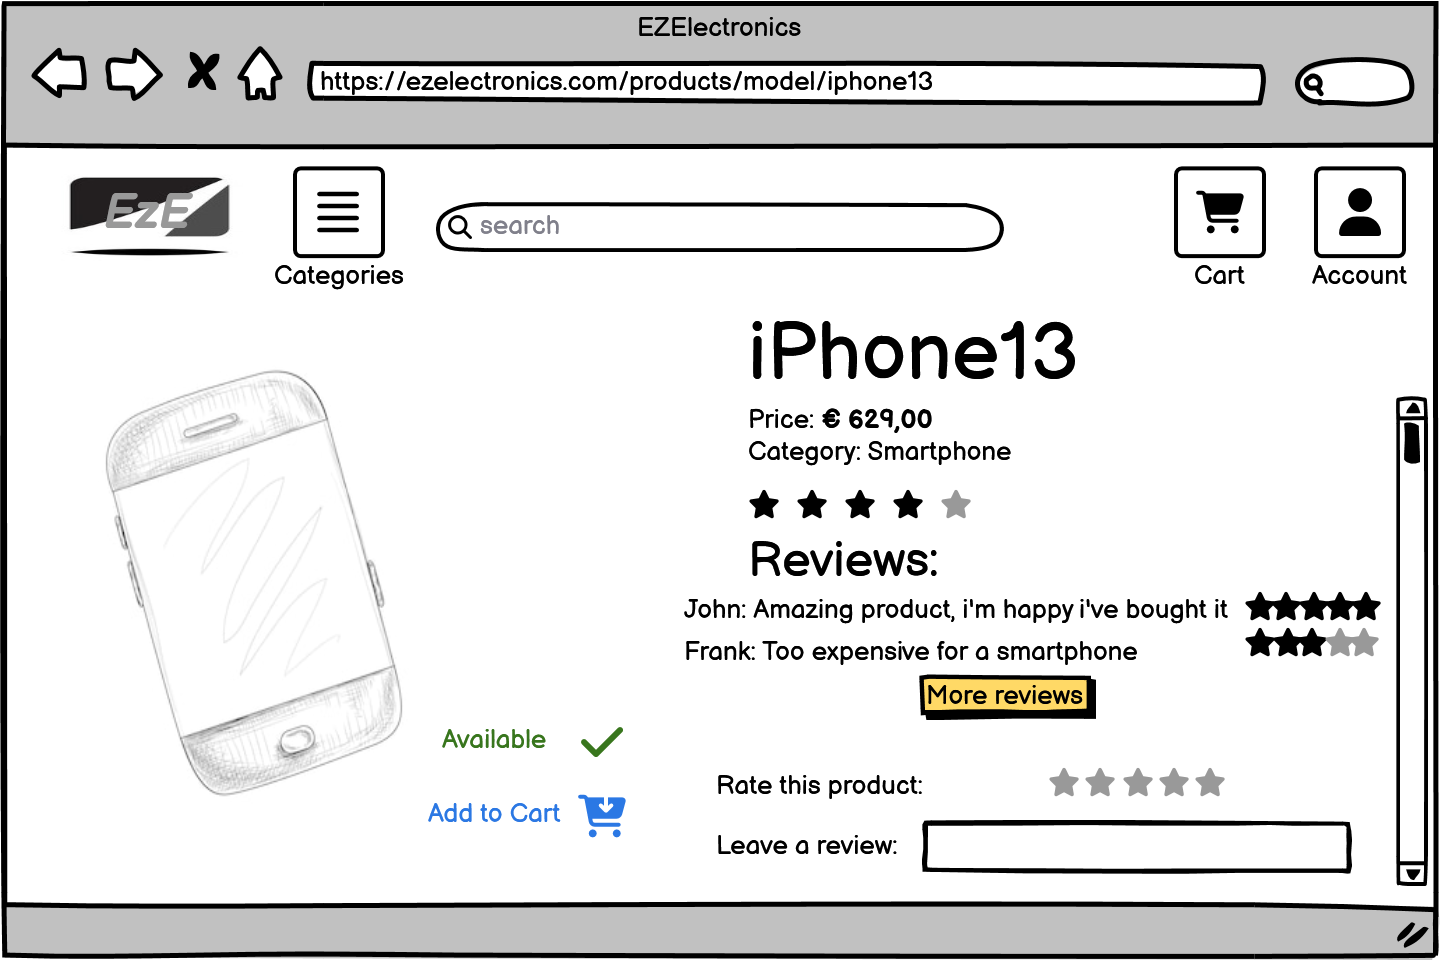 EZElectronics
https://ezelectronics.com/products/model/iphone13
EzE
Categories
search
Cart
Account
iPhone13
Price: € 629,00
Category: Smartphone
Reviews:
John: Amazing product, i'm happy i've bought it
Frank: Too expensive for a smartphone
More reviews
Available
Add to Cart
Rate this product:
Leave a review: